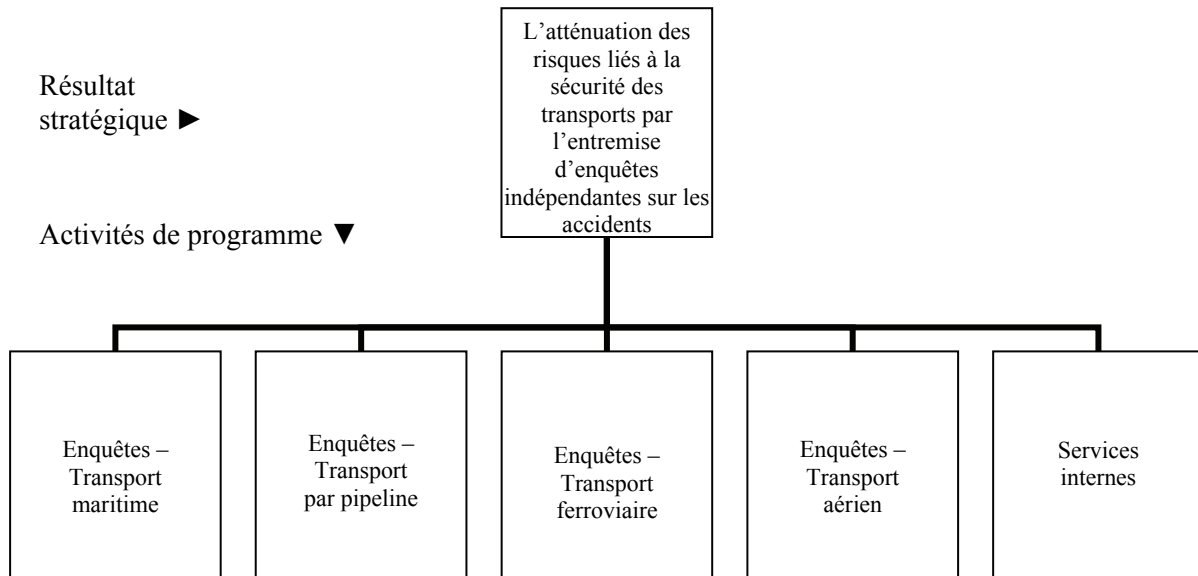 Résultat
stratégique ►
Activités de programme ▼
L’atténuation des
risques liés à la
sécurité des
transports par
l’entremise
d’enquêtes
indépendantes sur les
accidents
Enquêtes –
Transport
maritime
Enquêtes –
Transport
par pipeline
Enquêtes –
Transport
ferroviaire
Enquêtes –
Transport
aérien
Services
internes